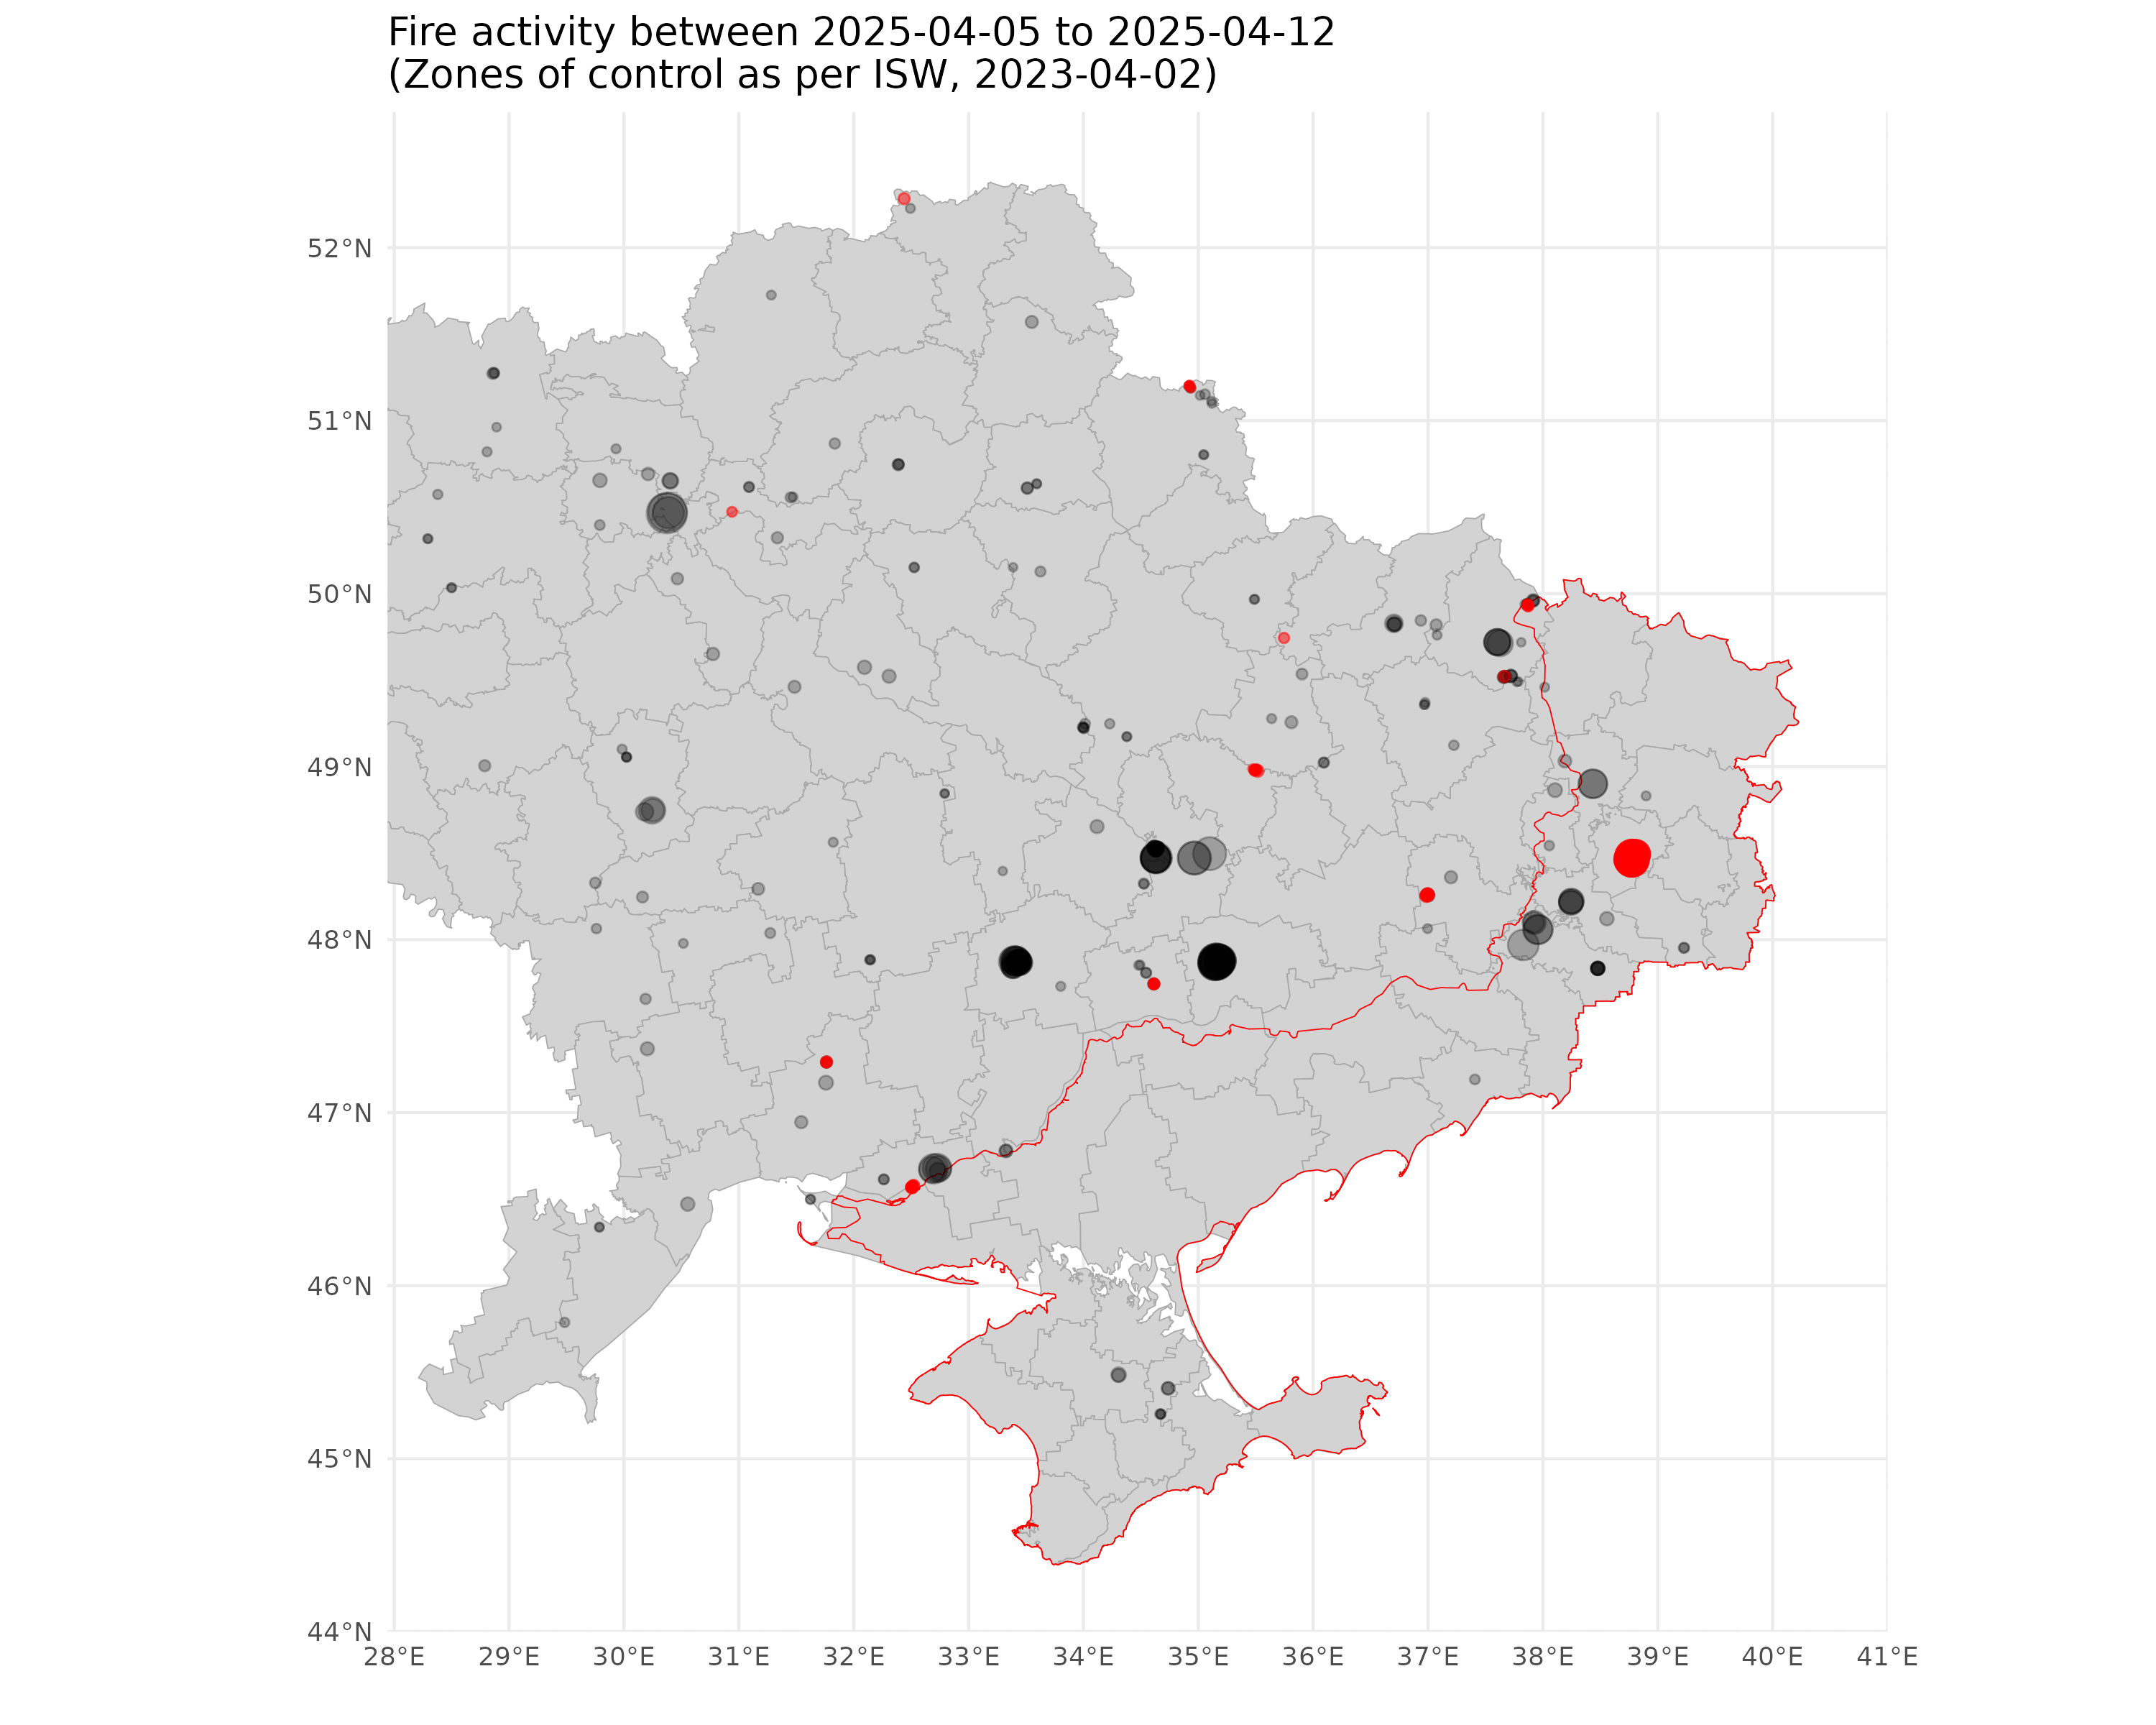 Fire activity between 2025-04-05 to 2025-04-12
(Zones of control as per ISW, 2023-04-02)
52°N
51°N
50°N
49°N
48°N
47°N
46°N
45°N
44°N
28°E 29°E 30°E 31°E 32°E 33°E 34°E 35°E 36°E 37°E 38°E 39°E 40°E 41°E